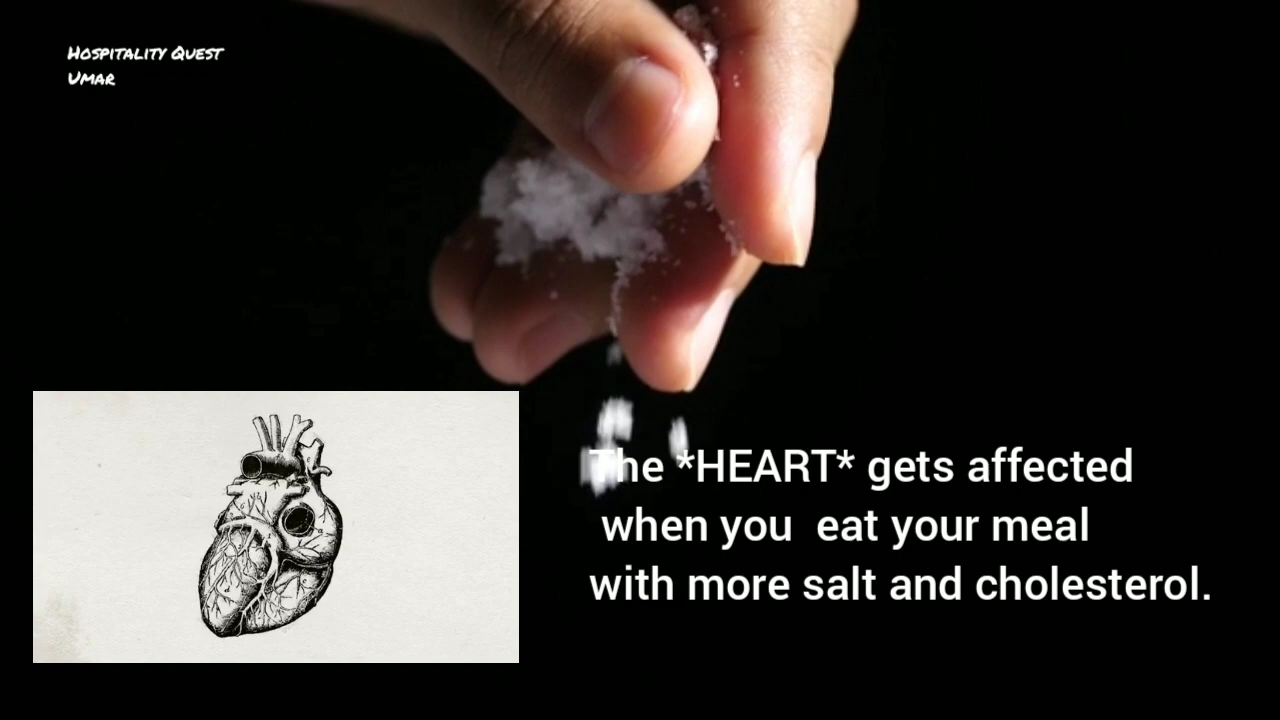 Hospitality Quest
Umar
The *HEART* gets affected
when you eat your meal
with more salt and cholesterol.